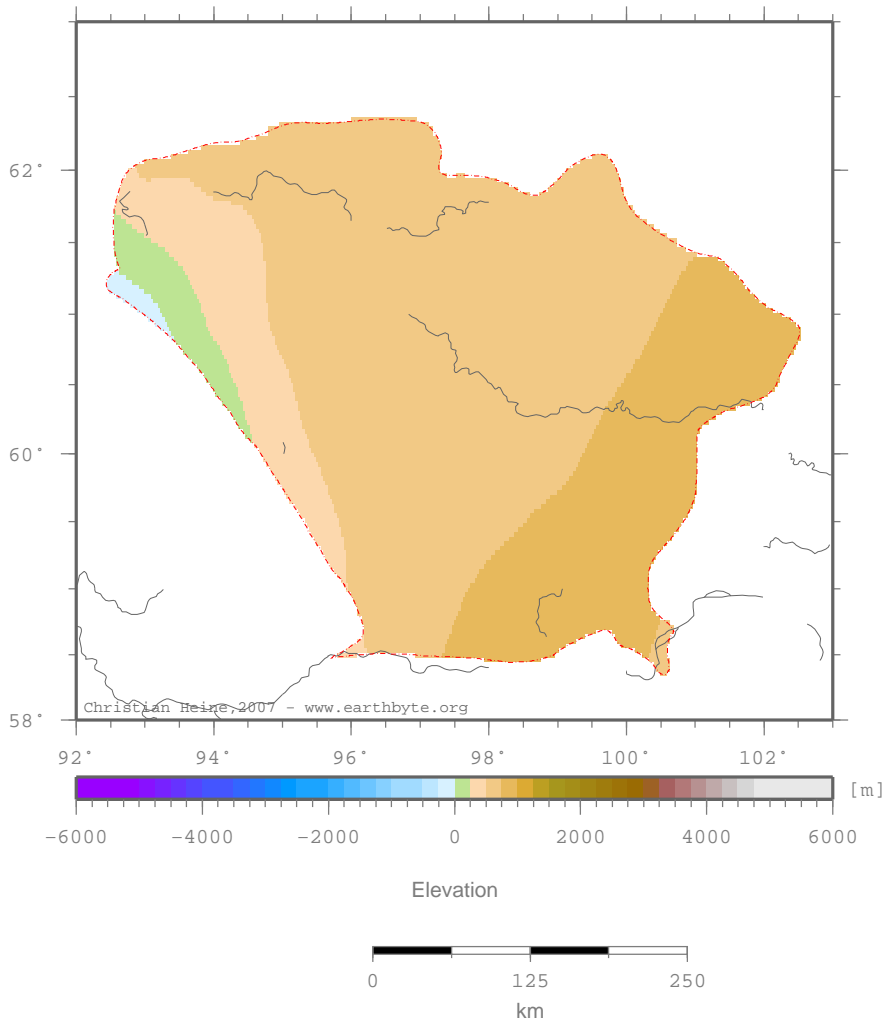 62°
60°
58°
Christian Heine,2007 - www.earthbyte.org
92° 94° 96° 98° 100° 102°
[m]
-6000 -4000 -2000 0 2000 4000 6000
Elevation
0 125 250
km